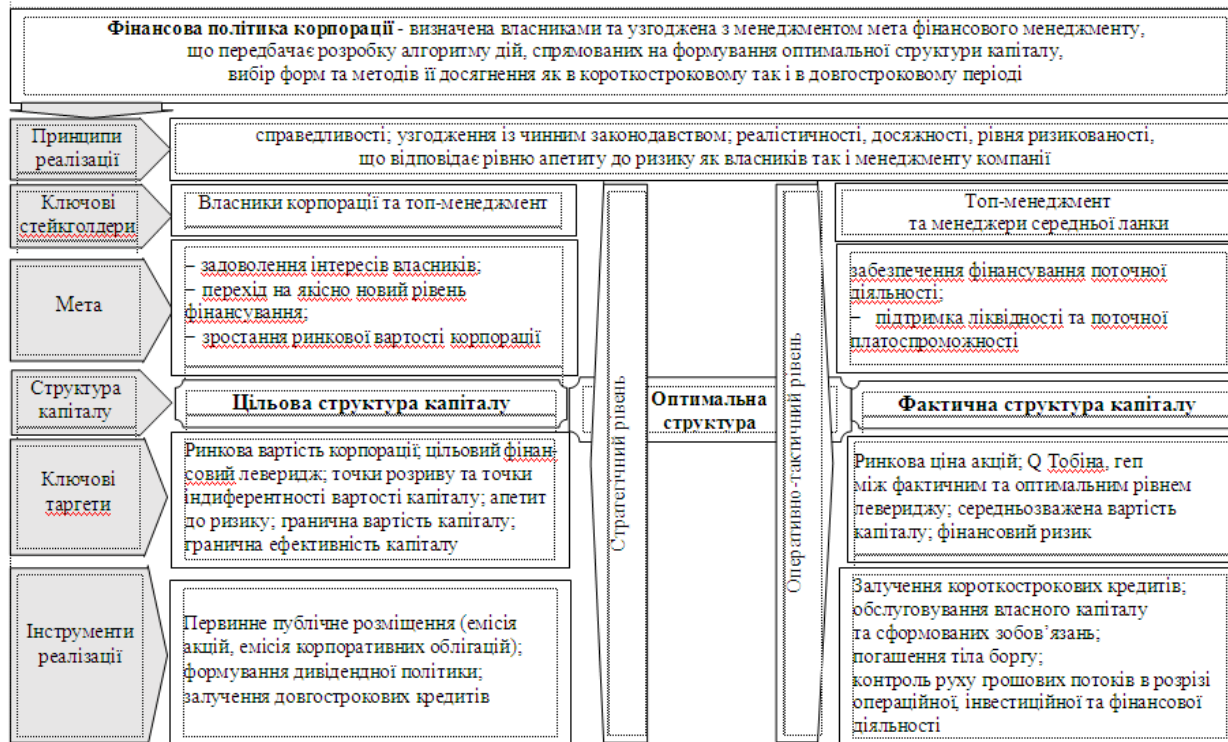 Фінансова політика корпорації - визначена власниками та узгоджена з менеджментом мета фінансового менеджменту,
що передбачає розробку алгоритму дій, спрямованих на формування оптимальної структури капіталу,
вибір форм та методів її досягнення як в короткостроковому так і в довгостроковому періоді
Принципи
реалізації
справедливості; узгодження із чинним законодавством; реалістичності, досяжності, рівня ризикованості,
що відповідає рівню апетиту до ризику як власників так і менеджменту компанії
Ключові
стейкголдери
Власники корпорації та топ-менеджмент
Топ-менеджмент
та менеджери середньої ланки
Мета
– задоволення інтересів власників;
– перехід на якісно новий рівень
фінансування;
– зростання ринкової вартості корпорації
забезпечення фінансування поточної
діяльності;
– підтримка ліквідності та поточної
платоспроможності
Стратегічний рівень
Оперативно-тактичний рівень
Структура
капіталу
Цільова структура капіталу
Оптимальна
структура
Фактична структура капіталу
Ключові
таргети
Ринкова вартість корпорації; цільовий фінан-
совий леверидж; точки розриву та точки
індиферентності вартості капіталу; апетит
до ризику; гранична вартість капіталу;
гранична ефективність капіталу
Ринкова ціна акцій; Q Тобіна, геп
між фактичним та оптимальним рівнем
левериджу; середньозважена вартість
капіталу; фінансовий ризик
Інструменти
реалізації
Первинне публічне розміщення (емісія
акцій, емісія корпоративних облігацій);
формування дивідендної політики;
залучення довгострокових кредитів
Залучення короткострокових кредитів;
обслуговування власного капіталу
та сформованих зобов’язань;
погашення тіла боргу;
контроль руху грошових потоків в розрізі
операційної, інвестиційної та фінансової
діяльності